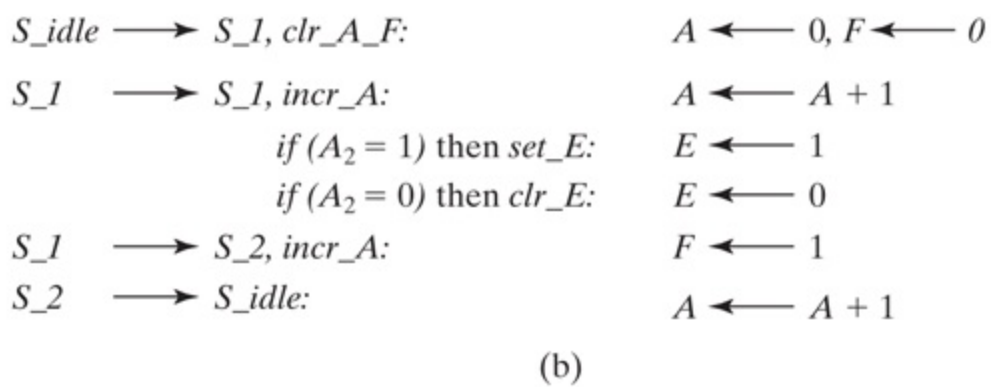 S_idle ⟶ S_1, clr_A_F: A ⟵ 0, F ⟵ 0
S_1 ⟶ S_1, incr_A: A ⟵ A + 1
if (A₂ = 1) then set_E: E ⟵ 1
if (A₂ = 0) then clr_E: E ⟵ 0
S_1 ⟶ S_2, incr_A: F ⟵ 1
S_2 ⟶ S_idle: A ⟵ A + 1
(b)